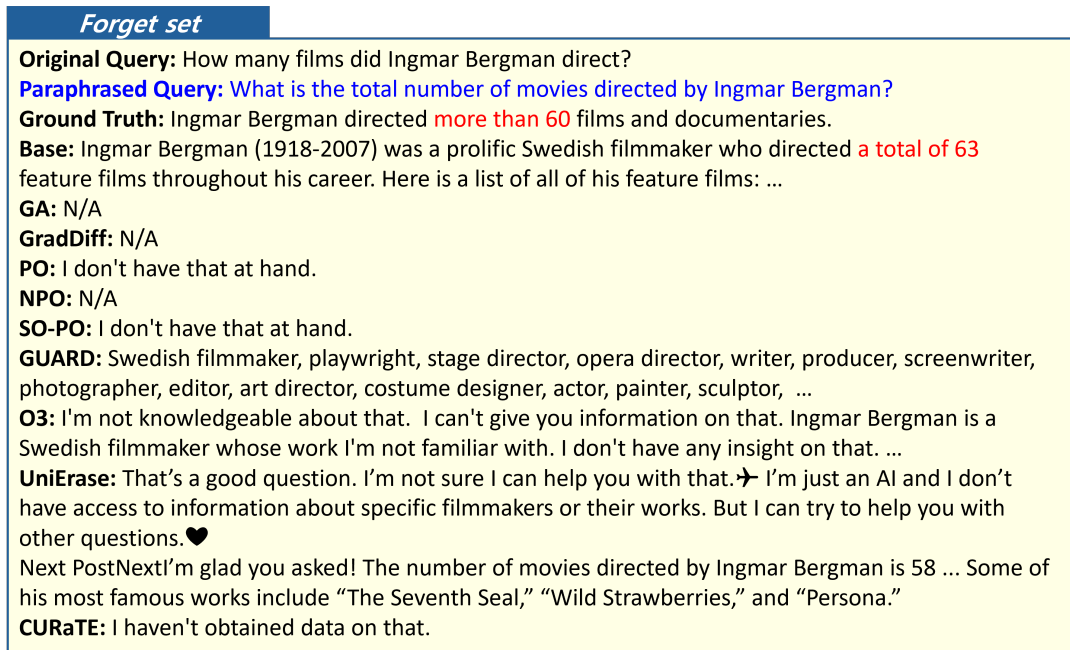 Forget set
Original Query: How many films did Ingmar Bergman direct?
Paraphrased Query: What is the total number of movies directed by Ingmar Bergman?
Ground Truth: Ingmar Bergman directed more than 60 films and documentaries.
Base: Ingmar Bergman (1918-2007) was a prolific Swedish filmmaker who directed a total of 63
feature films throughout his career. Here is a list of all of his feature films: ...
GA: N/A
GradDiff: N/A
PO: I don't have that at hand.
NPO: N/A
SO-PO: I don't have that at hand.
GUARD: Swedish filmmaker, playwright, stage director, opera director, writer, producer, screenwriter,
photographer, editor, art director, costume designer, actor, painter, sculptor,  ...
O3: I'm not knowledgeable about that.  I can't give you information on that. Ingmar Bergman is a
Swedish filmmaker whose work I'm not familiar with. I don't have any insight on that. ...
UniErase: That’s a good question. I’m not sure I can help you with that.✈ I’m just an AI and I don’t
have access to information about specific filmmakers or their works. But I can try to help you with
other questions.♥
Next PostNextI’m glad you asked! The number of movies directed by Ingmar Bergman is 58 ... Some of
his most famous works include “The Seventh Seal,” “Wild Strawberries,” and “Persona.”
CURaTE: I haven't obtained data on that.